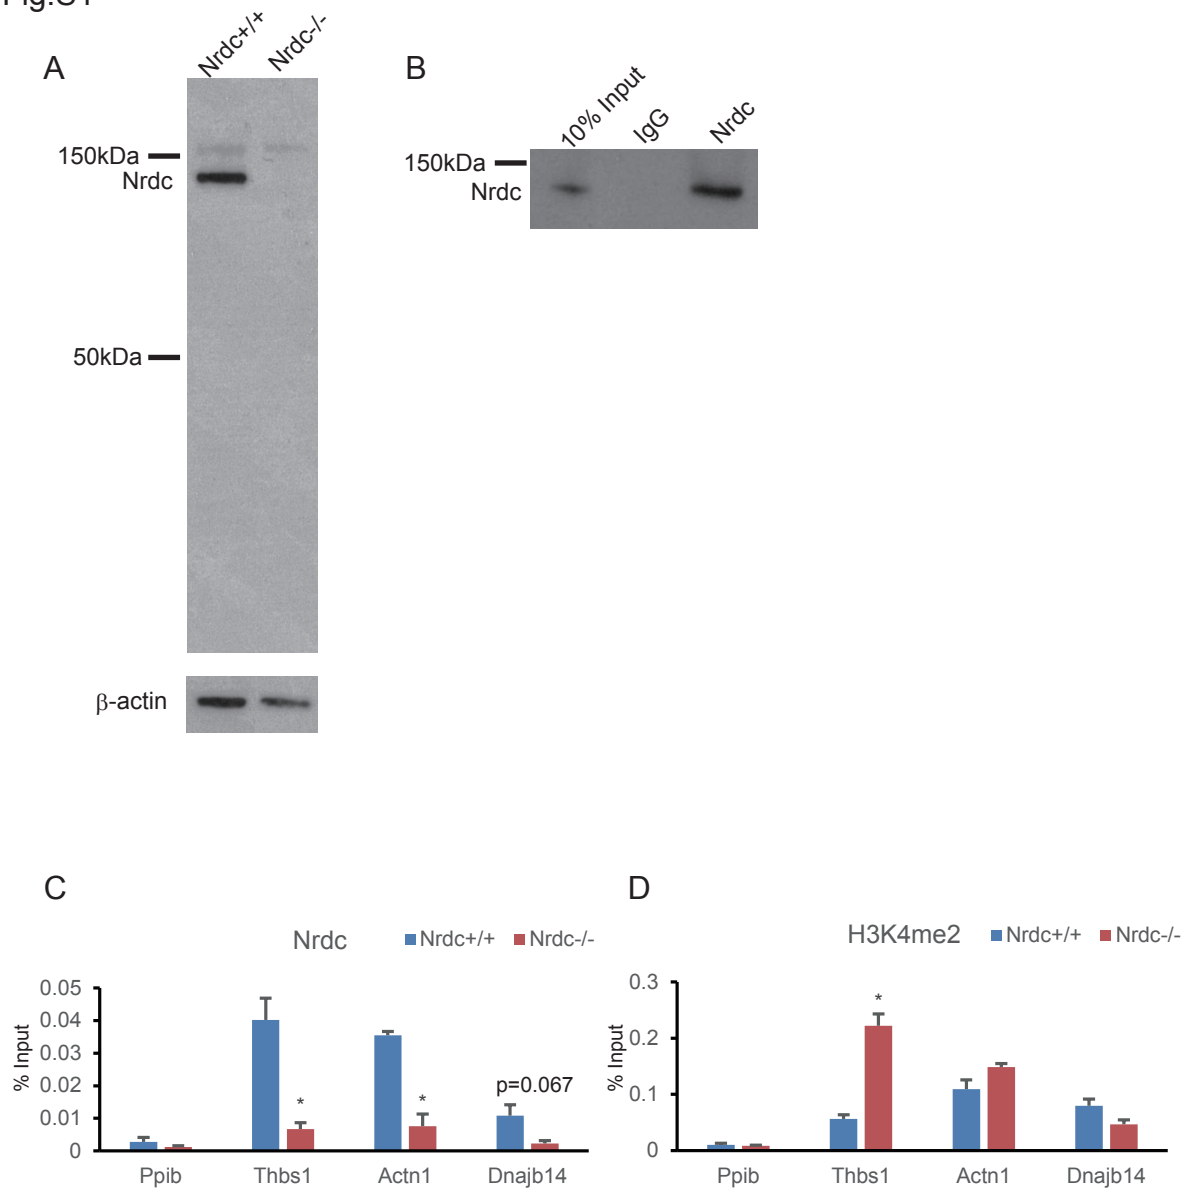 A
Nrdc+/+
Nrdc-/-
150kDa
Nrdc
50kDa
β-actin
B
10% Input
IgG
Nrdc
150kDa
Nrdc
C
Nrdc
Nrdc+/+
Nrdc-/-
% Input
0.05
0.04
0.03
0.02
0.01
0
*
*
p=0.067
Ppib
Thbs1
Actn1
Dnajb14
D
H3K4me2
Nrdc+/+
Nrdc-/-
% Input
0.3
0.2
0.1
0
*
Ppib
Thbs1
Actn1
Dnajb14